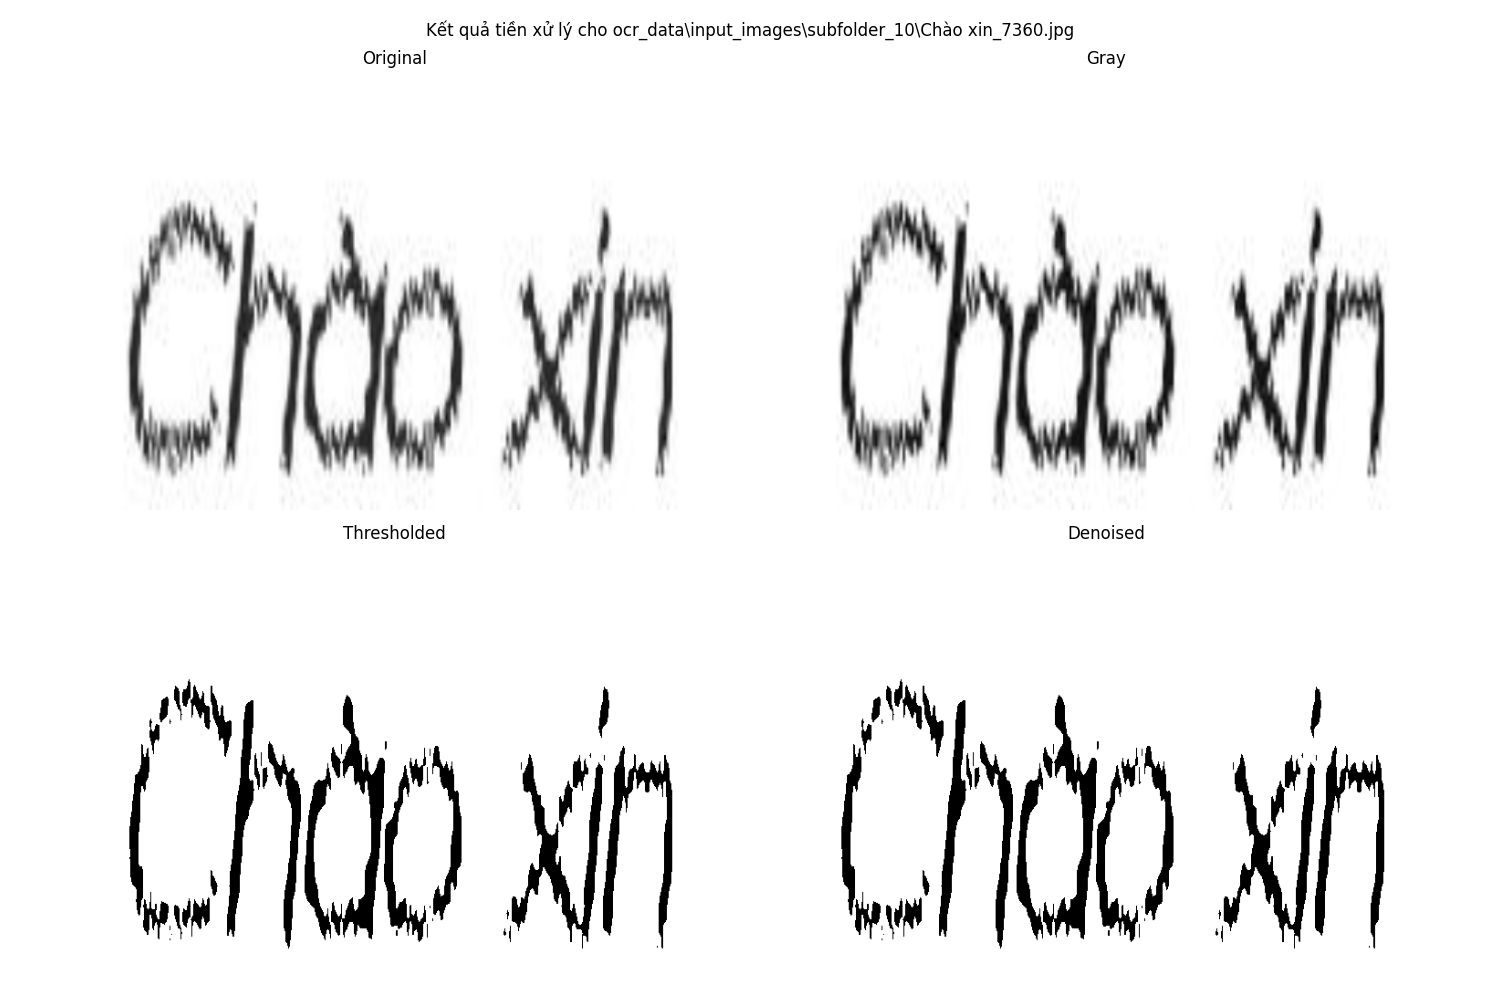 Kết quả tiền xử lý cho ocr_data\input_images\subfolder_10\Chào xin_7360.jpg
Original
Gray
Chào xin
Chào xin
Thresholded
Denoised
Chào xin
Chào xin